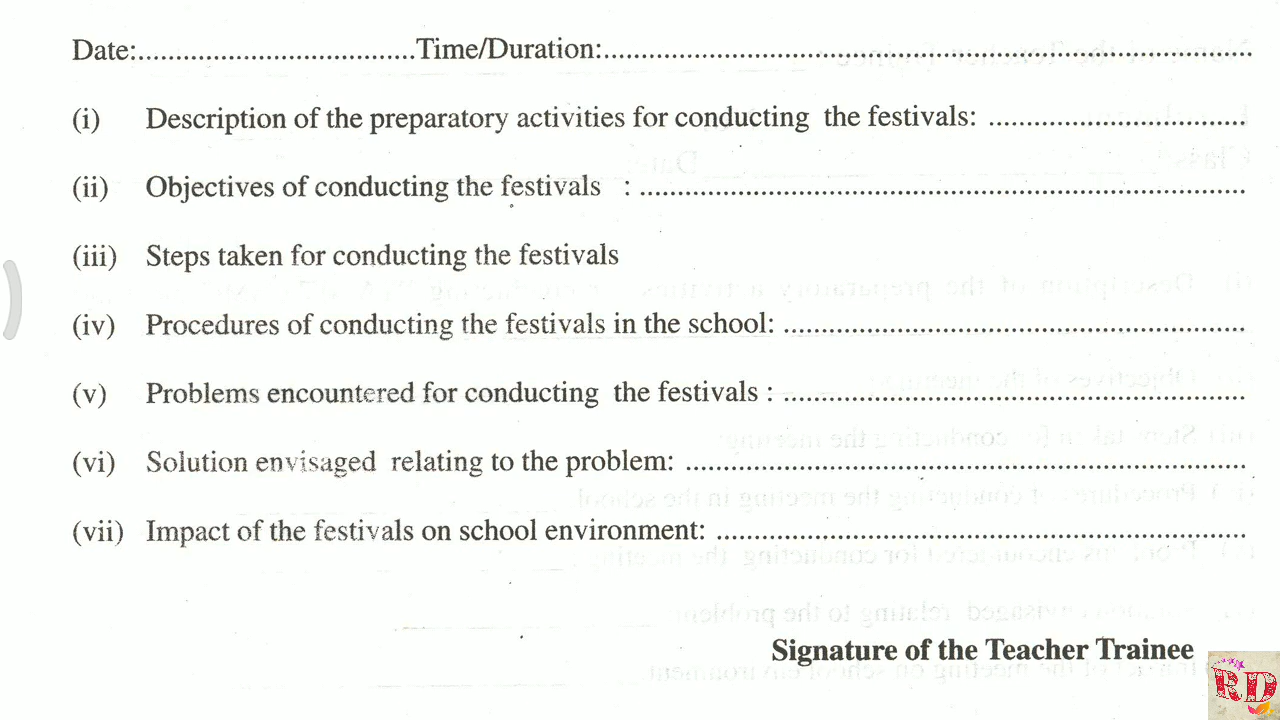 Date:....................................Time/Duration:....................................................................................
(i) Description of the preparatory activities for conducting the festivals: ..................................
(ii) Objectives of conducting the festivals : ................................................................................
(iii) Steps taken for conducting the festivals
(iv) Procedures of conducting the festivals in the school: .............................................................
(v) Problems encountered for conducting the festivals : .............................................................
(vi) Solution envisaged relating to the problem: ..........................................................................
(vii) Impact of the festivals on school environment: ......................................................................
Signature of the Teacher Trainee
RD